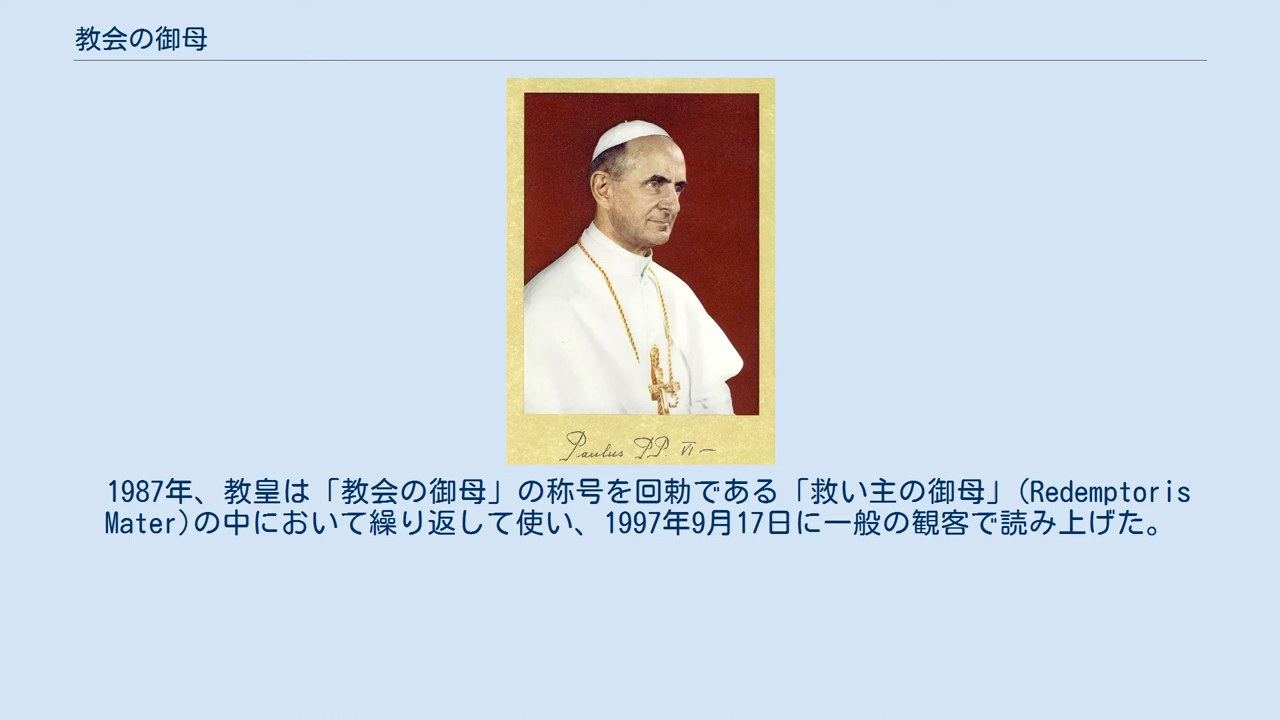 教会の御母
Paulus PP VI
1987年、教皇は「教会の御母」の称号を回勅である「救い主の御母」(Redemptoris
Mater)の中において繰り返して使い、1997年9月17日に一般の観客で読み上げた。